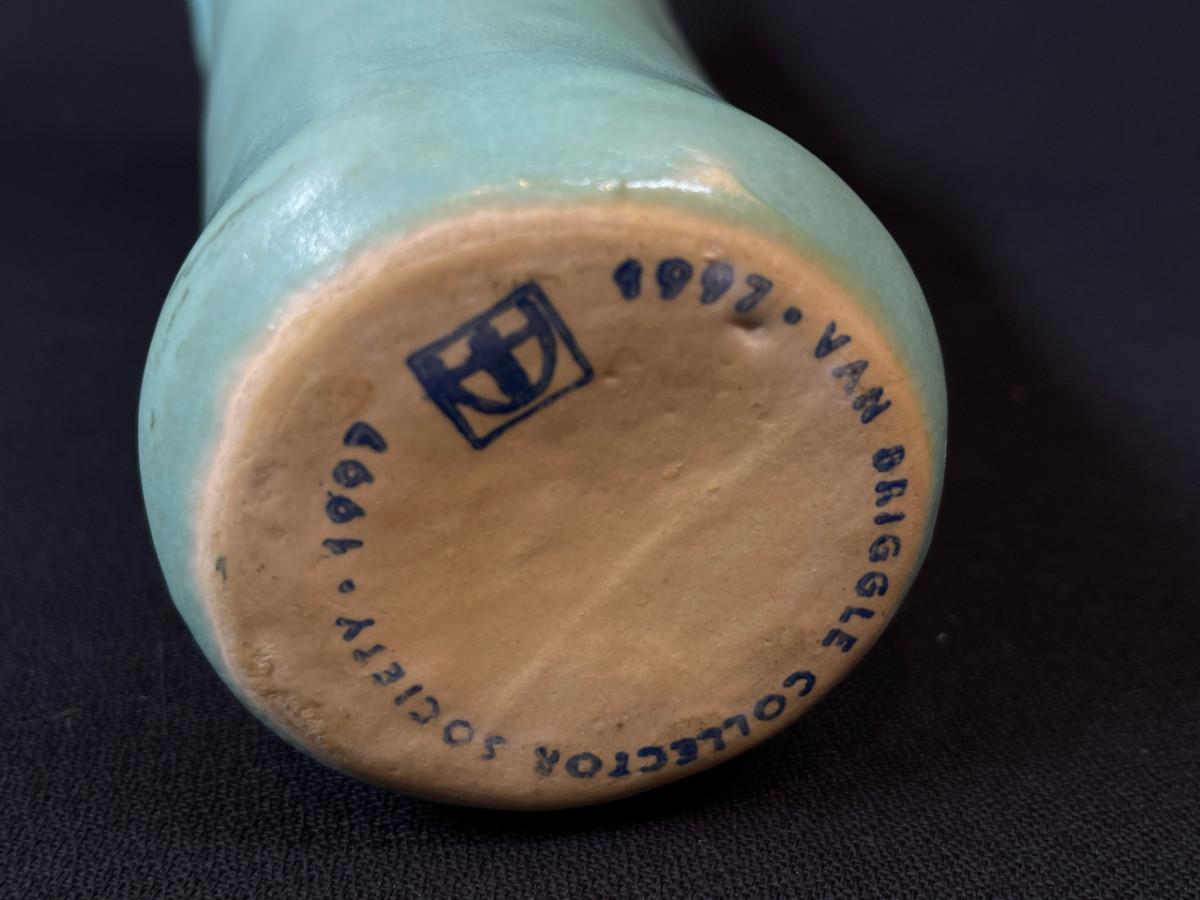 1997 • VAN BRIGGLE COLLECTOR SOCIETY • 1997